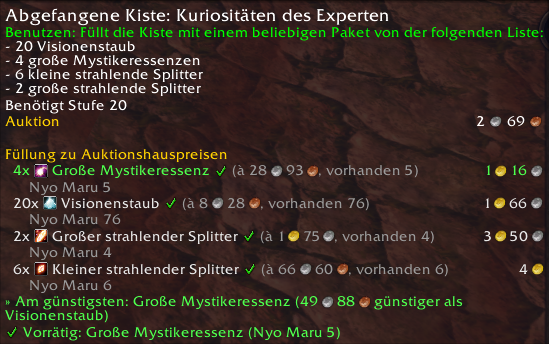 Abgefangene Kiste: Kuriositäten des Experten
Benutzen: Füllt die Kiste mit einem beliebigen Paket von der folgenden Liste:
- 20 Visionenstaub
- 4 große Mystikeressenzen
- 6 kleine strahlende Splitter
- 2 große strahlende Splitter
Benötigt Stufe 20
Auktion 2 69
Füllung zu Auktionshauspreisen
4x Große Mystikeressenz ✓ (à 28 93, vorhanden 5) 1 16
Nyo Maru 5
20x Visionenstaub ✓ (à 8 28, vorhanden 76) 1 66
Nyo Maru 76
2x Großer strahlender Splitter ✓ (à 1 75, vorhanden 4) 3 50
Nyo Maru 4
6x Kleiner strahlender Splitter ✓ (à 66 60, vorhanden 6) 4
Nyo Maru 6
» Am günstigsten: Große Mystikeressenz (49 88 günstiger als
Visionenstaub)
✓ Vorrätig: Große Mystikeressenz (Nyo Maru 5)